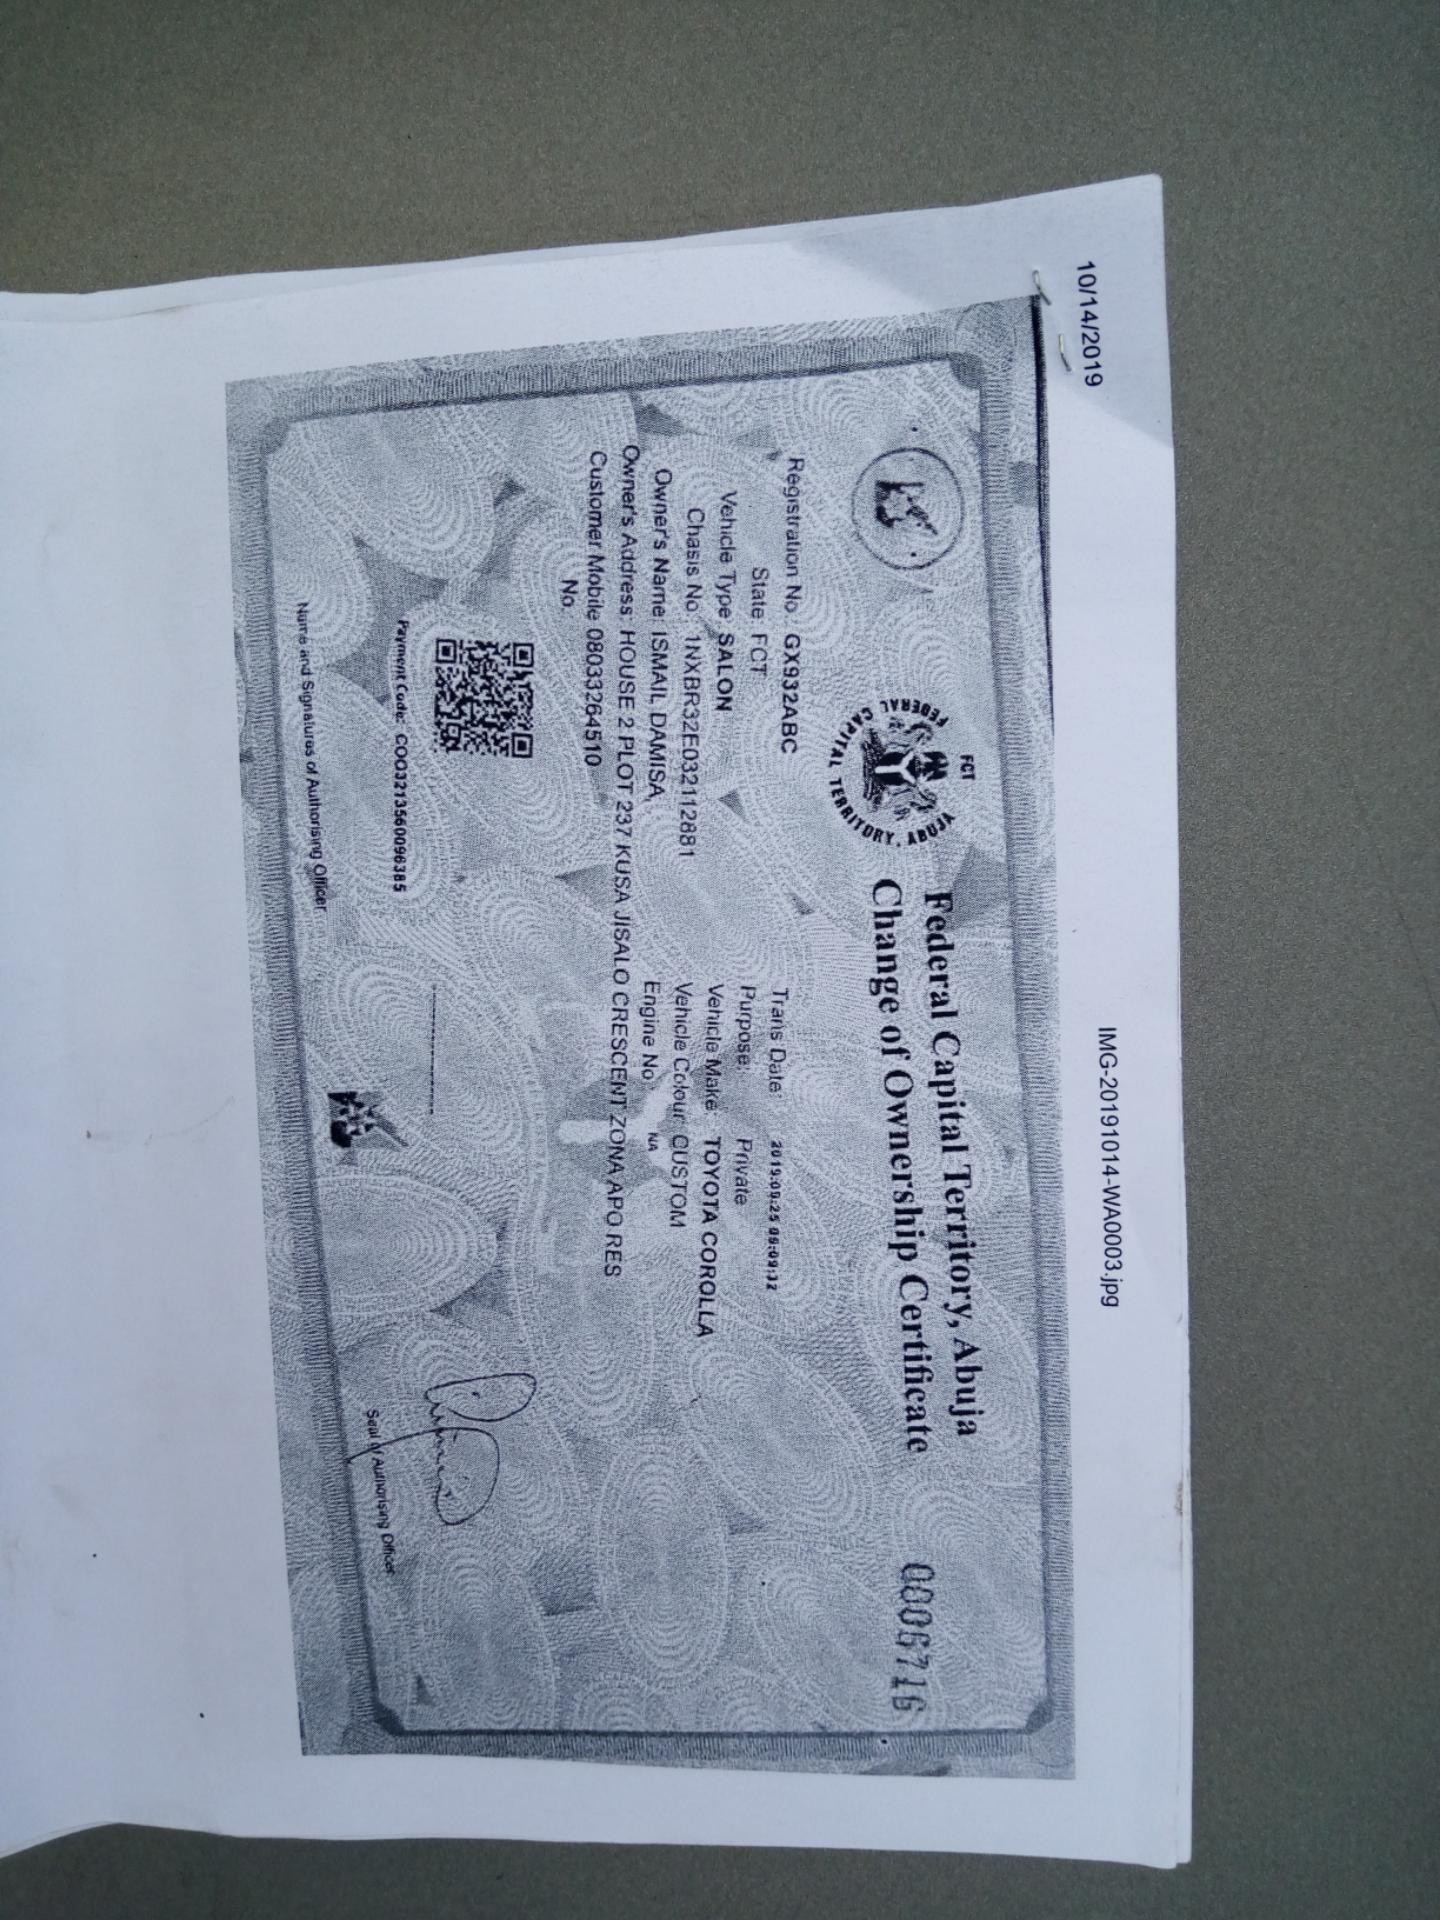 10/14/2019
IMG-20191014-WA0003.jpg
FCT
FEDERAL CAPITAL TERRITORY, ABUJA
Federal Capital Territory, Abuja
Change of Ownership Certificate
0006716
Registration No. GX932ABC
Trans Date: 2019:09:25 09:09:32
State FCT
Purpose: Private
Vehicle Type SALON
Vehicle Make: TOYOTA COROLLA
Chasis No. 1NXBR32E03Z112881
Vehicle Colour CUSTOM
Owner's Name: ISMAIL DAMISA,
Engine No NA
Owner's Address: HOUSE 2 PLOT 237 KUSA JISALO CRESCENT ZONA APO RES
Customer Mobile 08033264510
No.
Payment Code: COO3213560096385
Name and Signatures of Authorising Officer
Seal of Authorising Officer